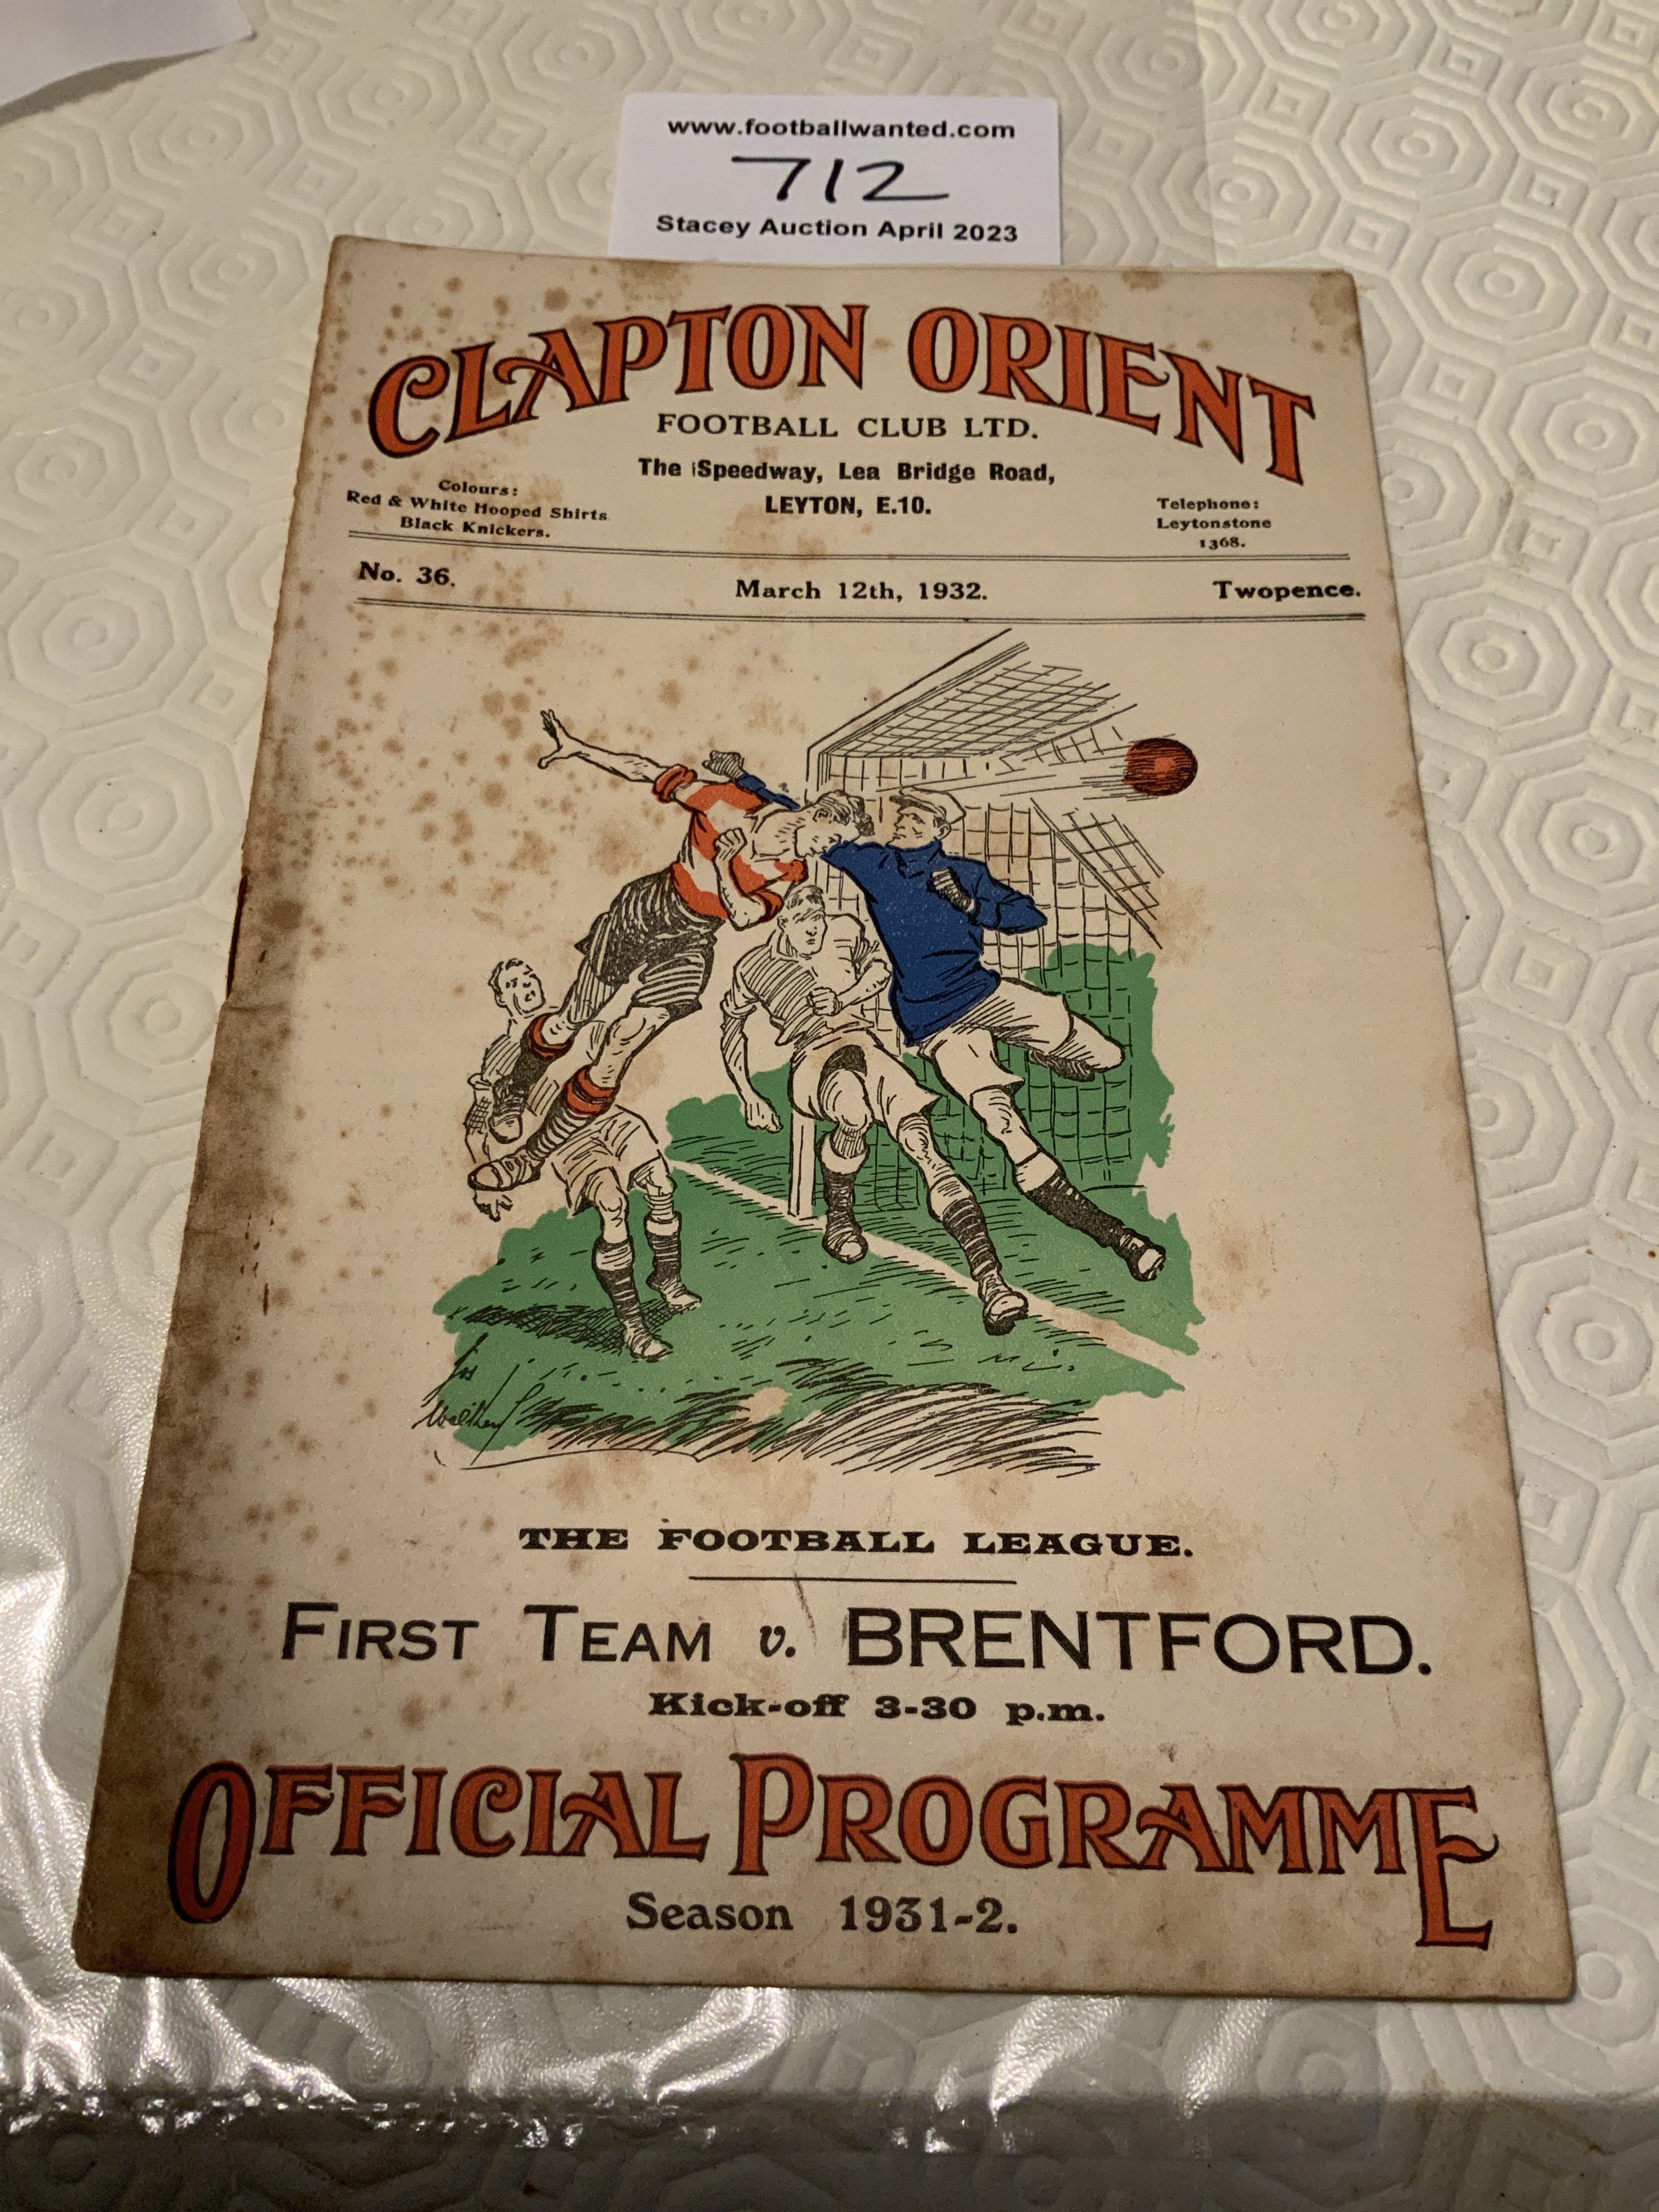 www.footballwanted.com
712
Stacey Auction April 2023
CLAPTON ORIENT
FOOTBALL CLUB LTD.
The Speedway, Lea Bridge Road,
LEYTON, E.10.
Colours:
Red & White Hooped Shirts
Black Knickers.
Telephone:
Leytonstone
1368.
No. 36. March 12th, 1932. Twopence.
THE FOOTBALL LEAGUE.
FIRST TEAM v. BRENTFORD.
Kick-off 3-30 p.m.
OFFICIAL PROGRAMME
Season 1931-2.